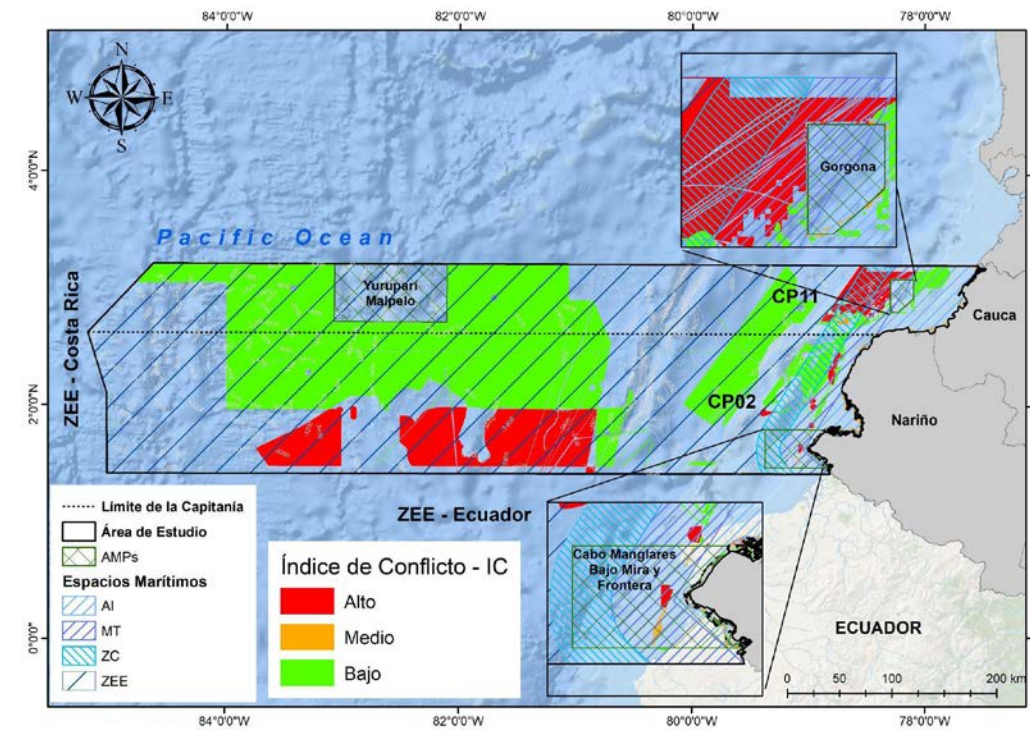 84°0'0"W 82°0'0"W 80°0'0"W 78°0'0"W
N
W E
S
4°0'0"N
2°0'0"N
0°0'0"
Pacific Ocean
ZEE - Costa Rica
Yurupari
Malpelo
Gorgona
CP11
CP02
Cauca
Nariño
ZEE - Ecuador
Cabo Manglares
Bajo Mira y
Frontera
ECUADOR
Límite de la Capitanía
Área de Estudio
AMPs
Espacios Marítimos
AI
MT
ZC
ZEE
Índice de Conflicto - IC
Alto
Medio
Bajo
0 50 100 200 km
84°0'0"W 82°0'0"W 80°0'0"W 78°0'0"W